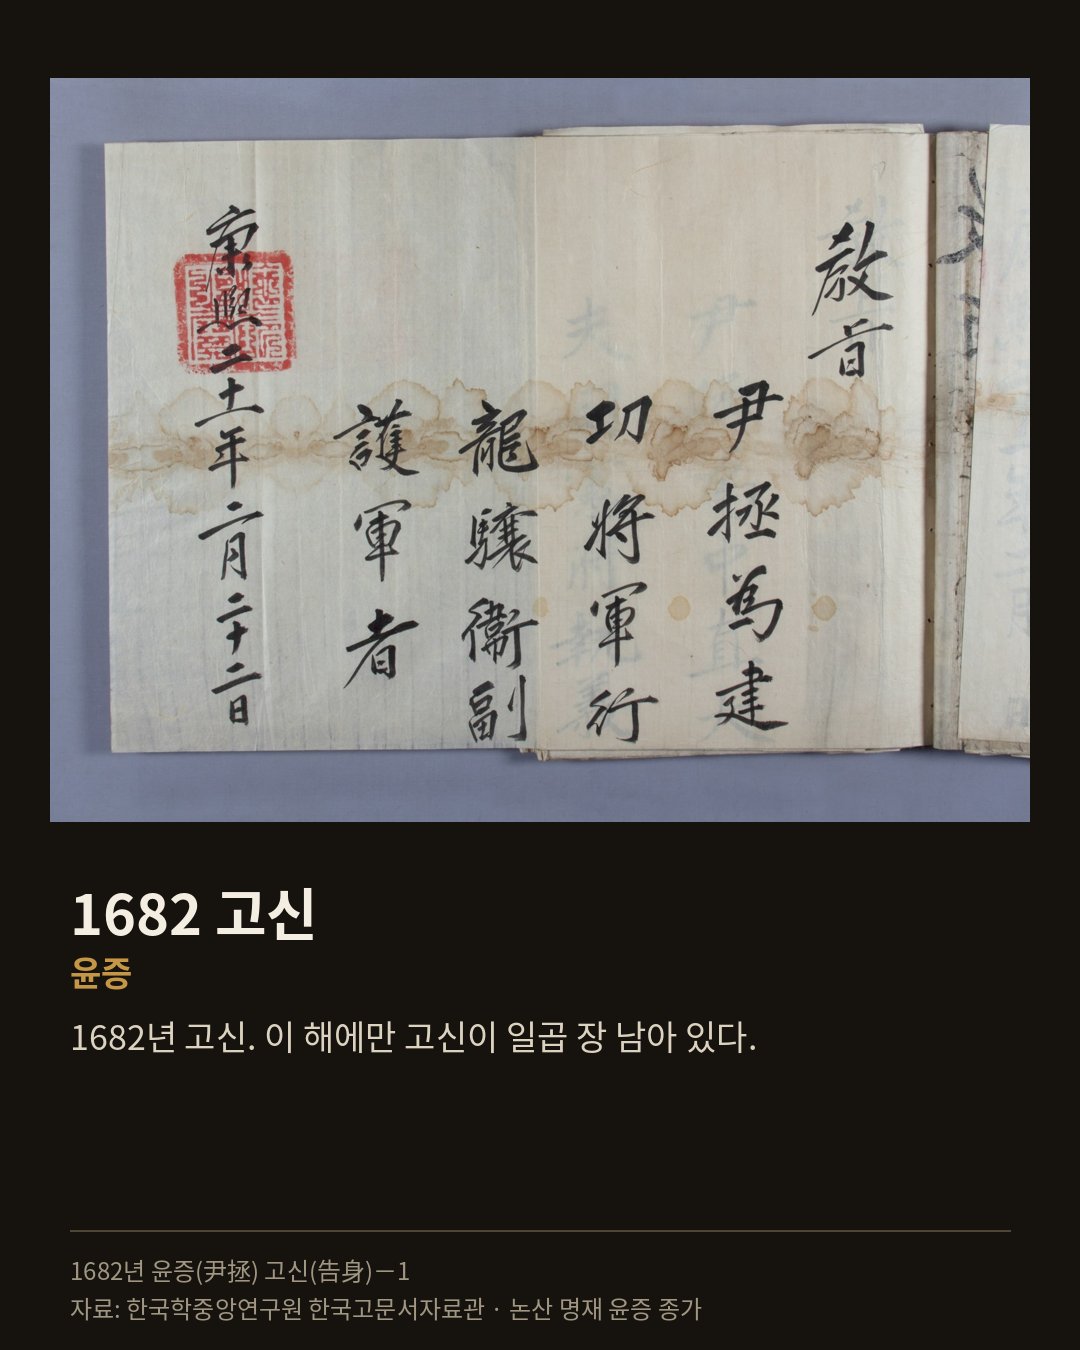 敎旨
尹拯爲建
功將軍行
龍驤衛副
護軍者
康熙二十一年二月二十二日
1682 고신
윤증
1682년 고신. 이 해에만 고신이 일곱 장 남아 있다.
1682년 윤증(尹拯) 고신(告身)－1
자료: 한국학중앙연구원 한국고문서자료관 · 논산 명재 윤증 종가